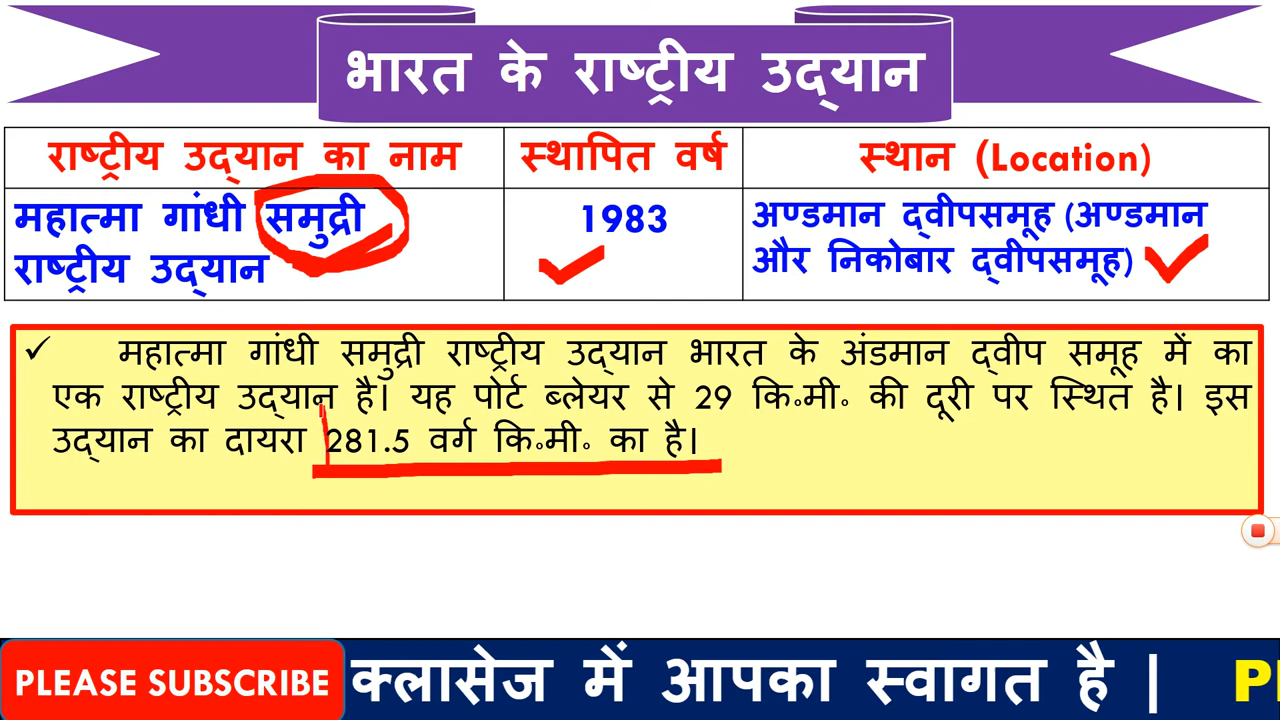 भारत के राष्ट्रीय उद्यान
राष्ट्रीय उद्यान का नाम
स्थापित वर्ष
स्थान (Location)
महात्मा गांधी समुद्री
राष्ट्रीय उद्यान
1983
अण्डमान द्वीपसमूह (अण्डमान
और निकोबार द्वीपसमूह)
✓ महात्मा गांधी समुद्री राष्ट्रीय उद्यान भारत के अंडमान द्वीप समूह में का
एक राष्ट्रीय उद्यान है। यह पोर्ट ब्लेयर से 29 कि॰मी॰ की दूरी पर स्थित है। इस
उद्यान का दायरा 281.5 वर्ग कि॰मी॰ का है।
PLEASE SUBSCRIBE
क्लासेज में आपका स्वागत है |